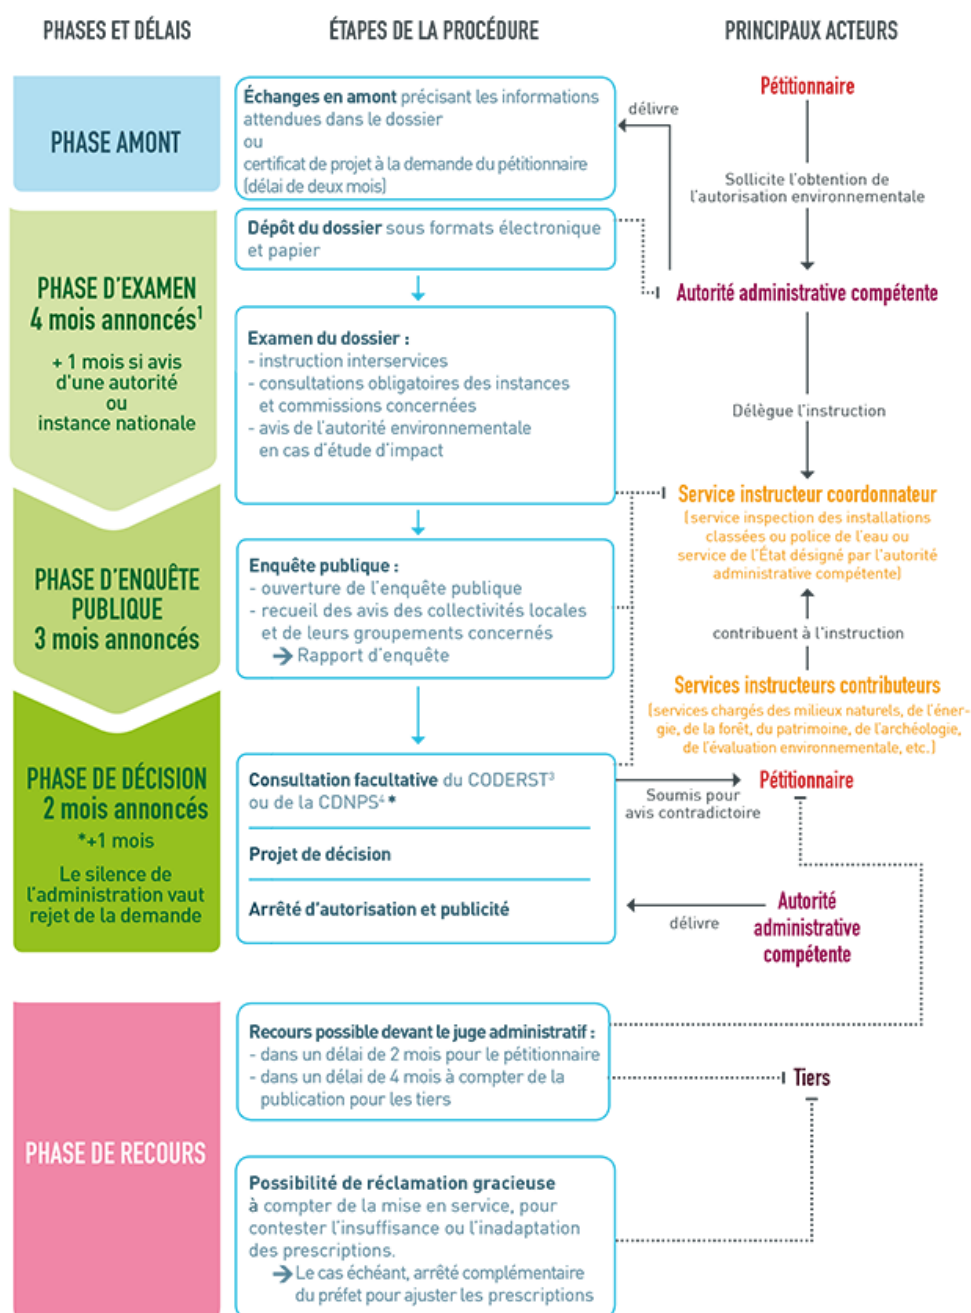 PHASES ET DÉLAIS
ÉTAPES DE LA PROCÉDURE
PRINCIPAUX ACTEURS
PHASE AMONT
Échanges en amont précisant les informations
attendues dans le dossier
ou
certificat de projet à la demande du pétitionnaire
(délai de deux mois)
délivre
Pétitionnaire
Sollicite l'obtention de
l'autorisation environnementale
PHASE D'EXAMEN
4 mois annoncés¹
+ 1 mois si avis
d'une autorité
ou
instance nationale
Dépôt du dossier sous formats électronique
et papier
Autorité administrative compétente
Examen du dossier :
- instruction interservices
- consultations obligatoires des instances
et commissions concernées
- avis de l'autorité environnementale
en cas d'étude d'impact
Délègue l'instruction
Service instructeur coordonnateur
(service inspection des installations
classées ou police de l'eau ou
service de l'État désigné par l'autorité
administrative compétente)
PHASE D'ENQUÊTE
PUBLIQUE
3 mois annoncés
Enquête publique :
- ouverture de l'enquête publique
- recueil des avis des collectivités locales
et de leurs groupements concernés
→ Rapport d'enquête
contribuent à l'instruction
Services instructeurs contributeurs
(services chargés des milieux naturels, de l'éner-
gie, de la forêt, du patrimoine, de l'archéologie,
de l'évaluation environnementale, etc.)
PHASE DE DÉCISION
2 mois annoncés
*+1 mois
Le silence de
l'administration vaut
rejet de la demande
Consultation facultative du CODERST³
ou de la CDNPS⁴ *
Projet de décision
Arrêté d'autorisation et publicité
Soumis pour
avis contradictoire
Pétitionnaire
délivre
Autorité
administrative
compétente
PHASE DE RECOURS
Recours possible devant le juge administratif :
- dans un délai de 2 mois pour le pétitionnaire
- dans un délai de 4 mois à compter de la
publication pour les tiers
Tiers
Possibilité de réclamation gracieuse
à compter de la mise en service, pour
contester l'insuffisance ou l'inadaptation
des prescriptions.
→ Le cas échéant, arrêté complémentaire
du préfet pour ajuster les prescriptions